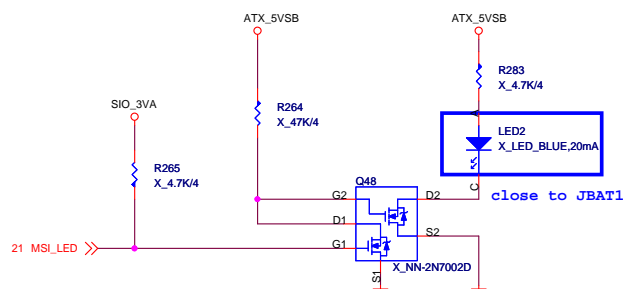 ATX_5VSB
ATX_5VSB
R283
X_4.7K/4
SIO_3VA
R264
X_47K/4
A
LED2
X_LED_BLUE,20mA
R265
X_4.7K/4
Q48
C
close to JBAT1
G2
D2
D1
S2
21 MSI_LED
G1
S1
X_NN-2N7002D